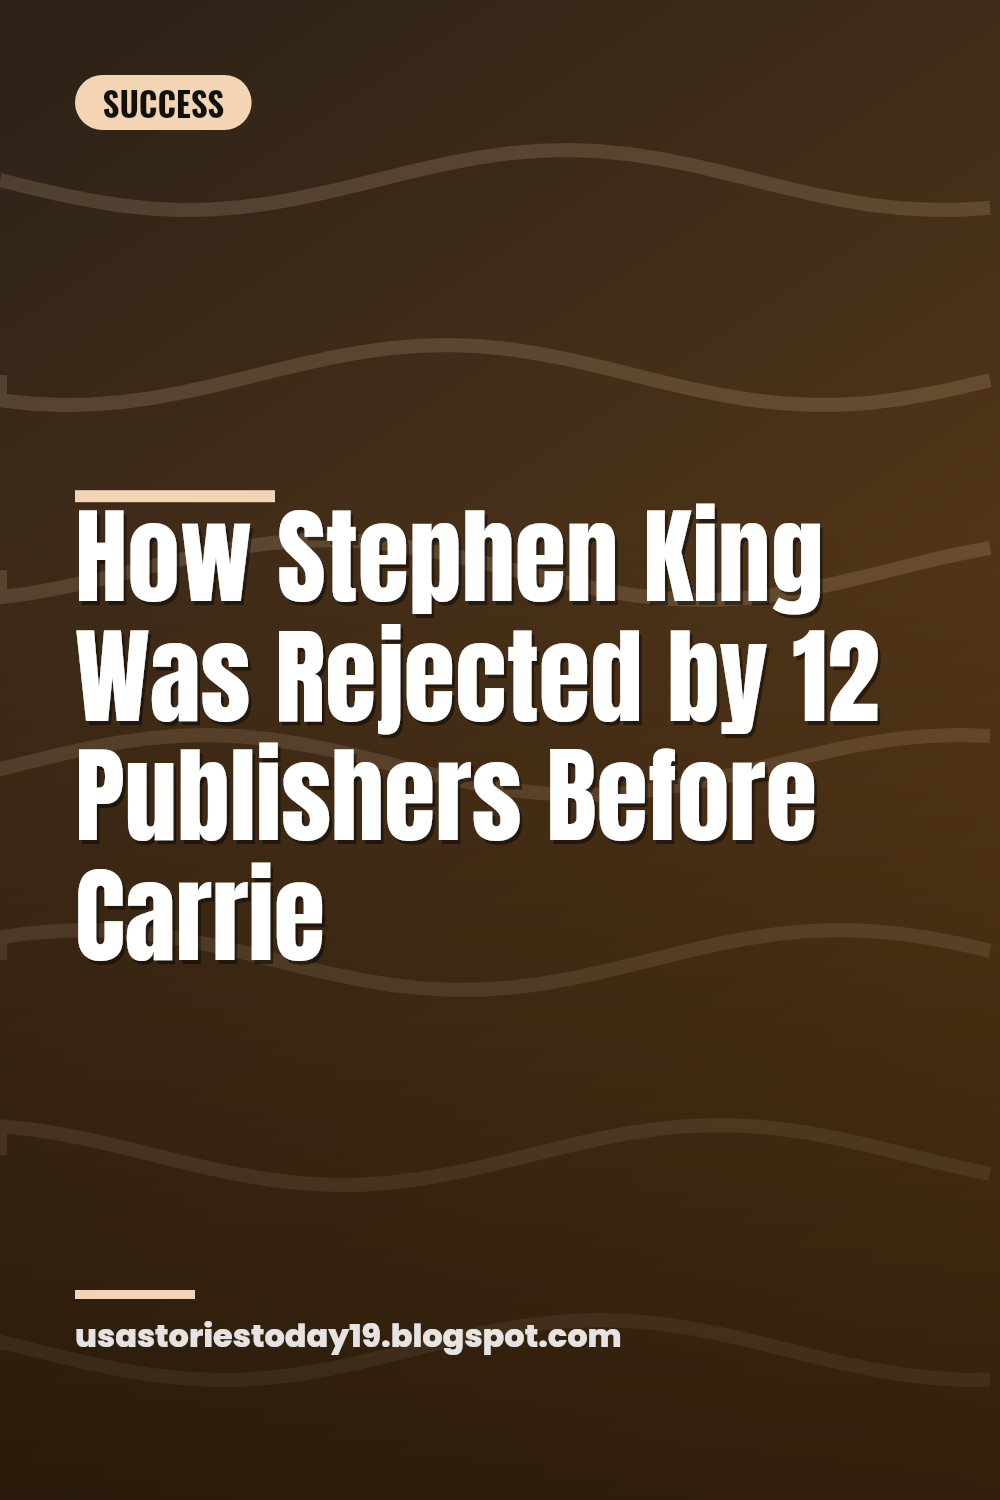 SUCCESS
How Stephen King
Was Rejected by 12
Publishers Before
Carrie
usastoriestoday19.blogspot.com